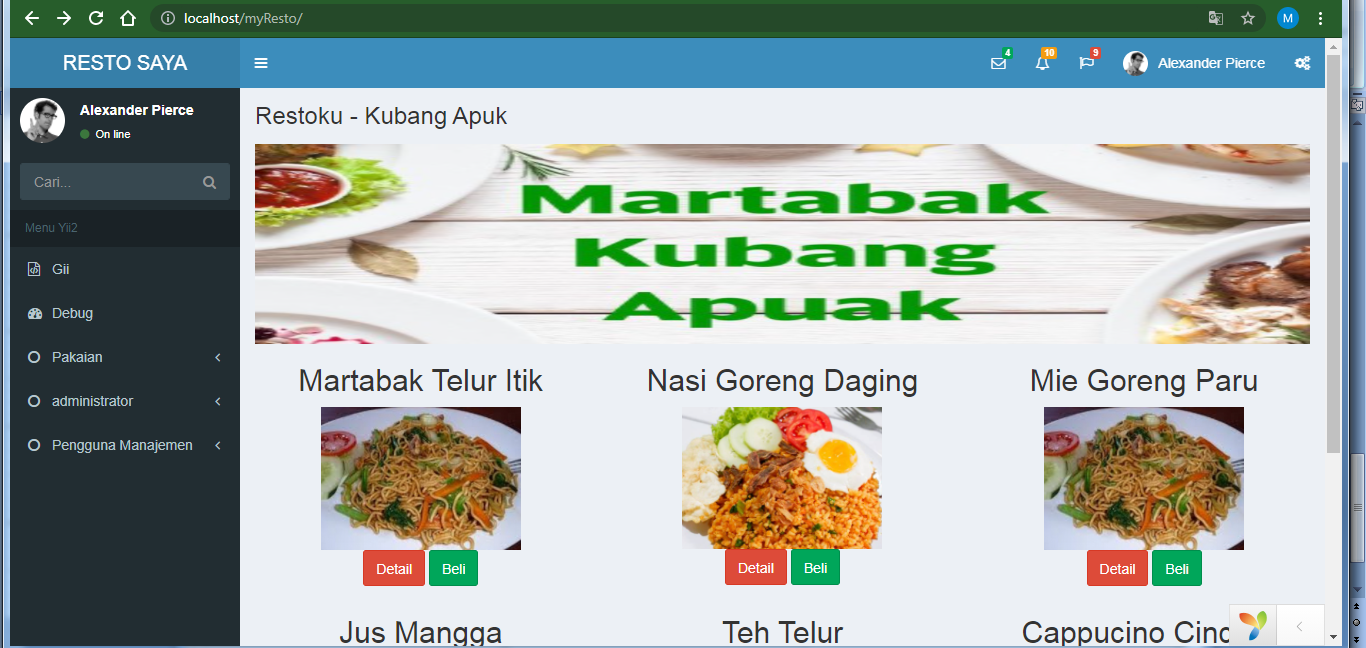 localhost/myResto/
M
RESTO SAYA
4
10
9
Alexander Pierce
Alexander Pierce
On line
Cari...
Menu Yii2
Gii
Debug
Pakaian
administrator
Pengguna Manajemen
Restoku - Kubang Apuk
Martabak
Kubang
Apuak
Martabak Telur Itik
Nasi Goreng Daging
Mie Goreng Paru
Detail Beli
Detail Beli
Detail Beli
Jus Mangga
Teh Telur
Cappucino Cinc